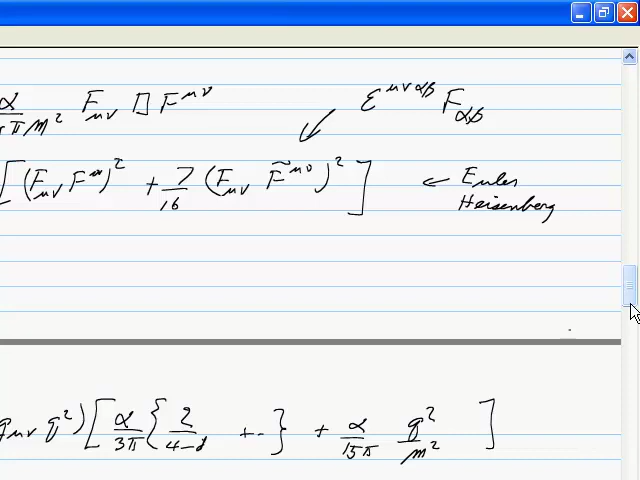 α/15πm² F_μν □ F^μν ε^μναβ F_αβ
[(F_μν F^μν)² + 7/16 (F_μν F̃^μν)²] ← Euler
Heisenberg
g_μν q²)[α/3π {2/4-d + ..} + α/15π q²/m²]